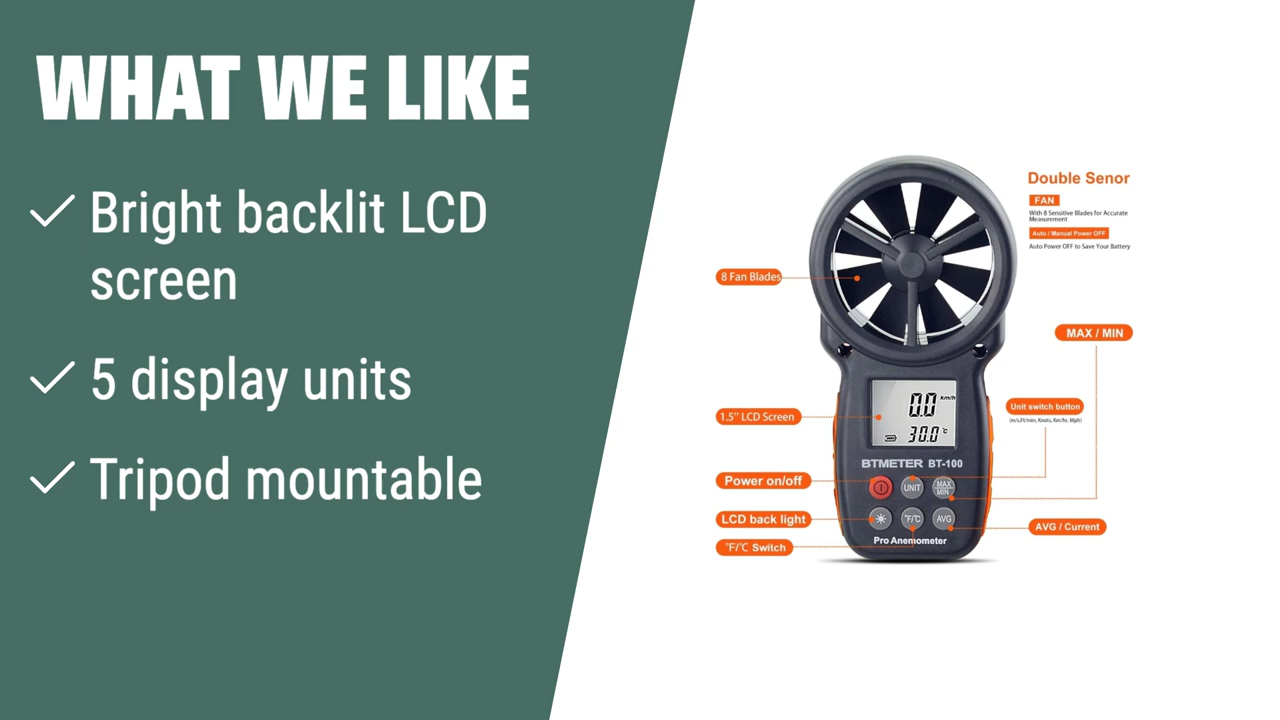 WHAT WE LIKE
Bright backlit LCD
screen
5 display units
Tripod mountable
Double Senor
FAN
With 8 Sensitive Blades for Accurate
Measurement
Auto / Manual Power OFF
Auto Power OFF to Save Your Battery
8 Fan Blades
MAX / MIN
Unit switch button
(m/s,Ft/min, Knots, Km/hr, Mph)
1.5’’ LCD Screen
0.0 km/h
30.0 °C
BTMETER BT-100
Power on/off
UNIT
MAX
MIN
LCD back light
°F/°C
AVG
AVG / Current
°F/°C Switch
Pro Anemometer